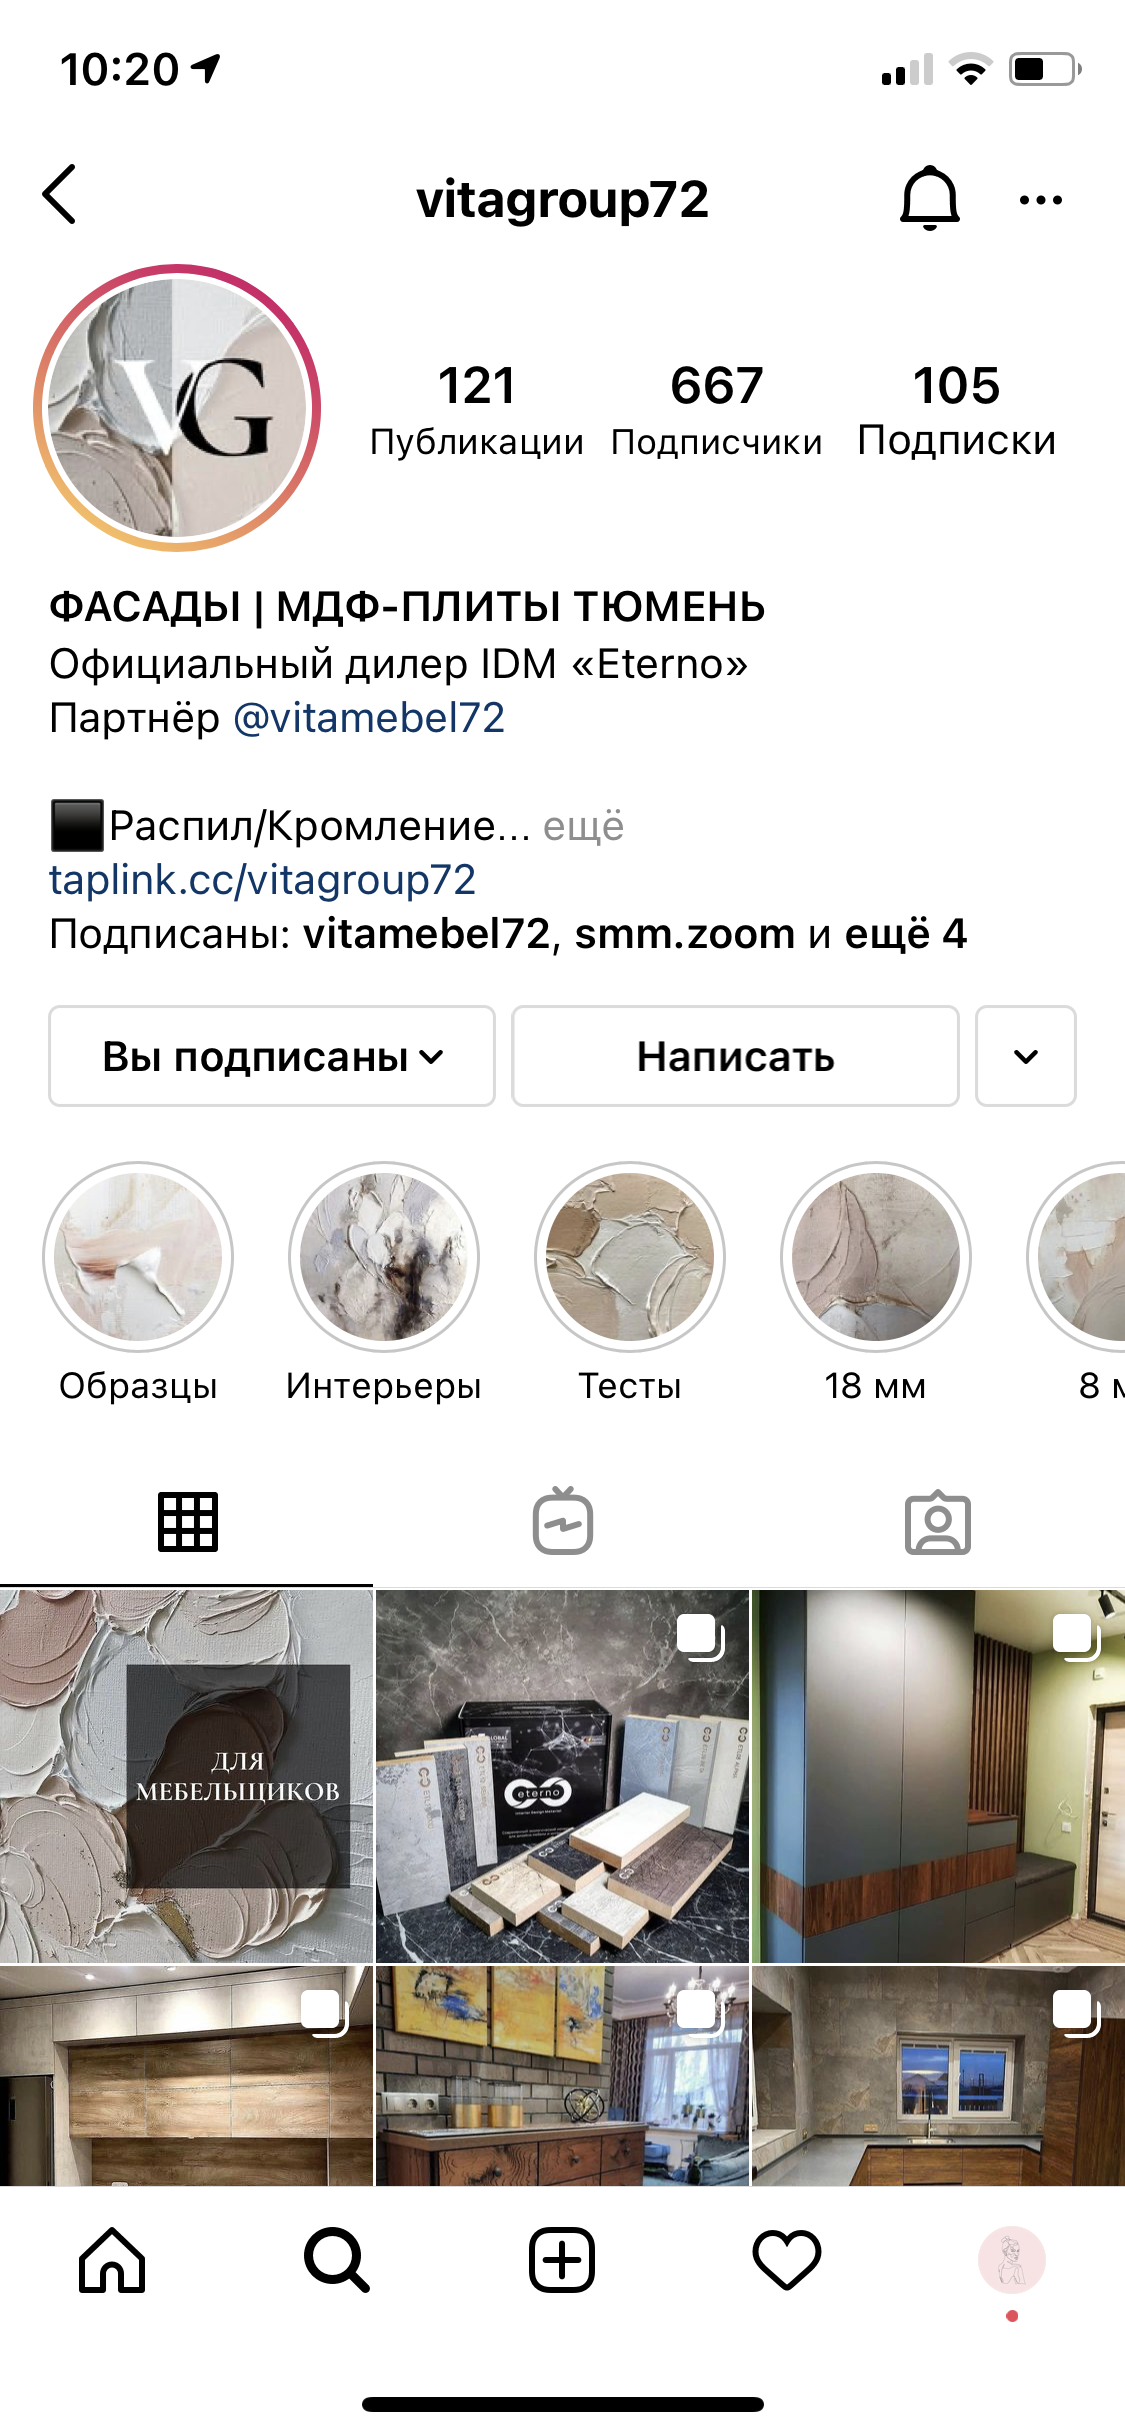 10:20
vitagroup72
VG
121
Публикации
667
Подписчики
105
Подписки
ФАСАДЫ | МДФ-ПЛИТЫ ТЮМЕНЬ
Официальный дилер IDM «Eterno»
Партнёр @vitamebel72
Распил/Кромление... ещё
taplink.cc/vitagroup72
Подписаны: vitamebel72, smm.zoom и ещё 4
Вы подписаны
Написать
Образцы
Интерьеры
Тесты
18 мм
8
ДЛЯ
МЕБЕЛЬЩИКОВ
eterno